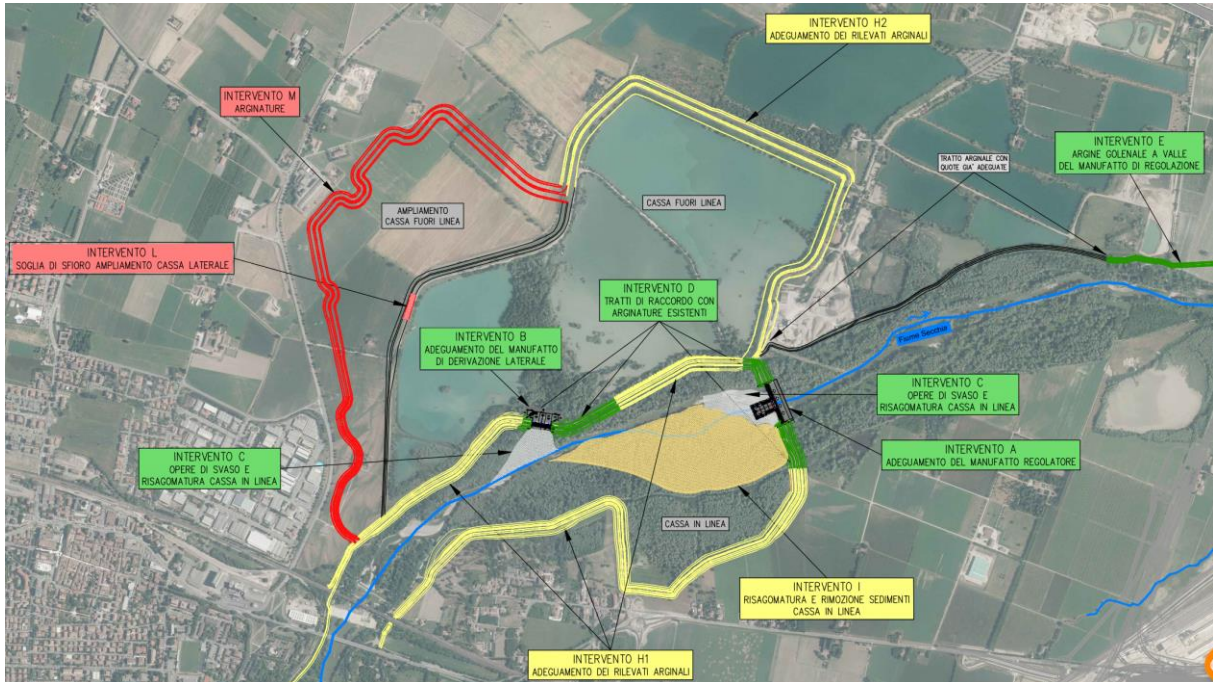 INTERVENTO H2
ADEGUAMENTO DEI RILEVATI ARGINALI
INTERVENTO M
ARGINATURE
INTERVENTO E
ARGINE GOLENALE A VALLE
DEL MANUFATTO DI REGOLAZIONE
TRATTO ARGINALE CON
QUOTE GIA' ADEGUATE
AMPLIAMENTO
CASSA FUORI LINEA
CASSA FUORI LINEA
INTERVENTO L
SOGLIA DI SFIORO AMPLIAMENTO CASSA LATERALE
INTERVENTO D
TRATTI DI RACCORDO CON
ARGINATURE ESISTENTI
INTERVENTO B
ADEGUAMENTO DEL MANUFATTO
DI DERIVAZIONE LATERALE
Fiume Secchia
INTERVENTO C
OPERE DI SVASO E
RISAGOMATURA CASSA IN LINEA
INTERVENTO A
ADEGUAMENTO DEL MANUFATTO REGOLATORE
INTERVENTO C
OPERE DI SVASO E
RISAGOMATURA CASSA IN LINEA
CASSA IN LINEA
INTERVENTO I
RISAGOMATURA E RIMOZIONE SEDIMENTI
CASSA IN LINEA
INTERVENTO H1
ADEGUAMENTO DEI RILEVATI ARGINALI